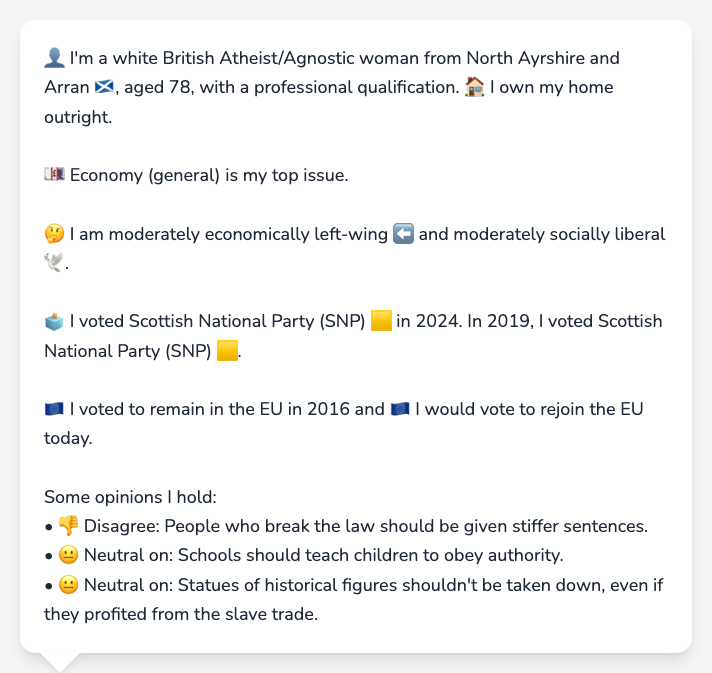 👤 I'm a white British Atheist/Agnostic woman from North Ayrshire and
Arran 🏴󠁧󠁢󠁳󠁣󠁴󠁿, aged 78, with a professional qualification. 🏠 I own my home
outright.
💷 Economy (general) is my top issue.
🤔 I am moderately economically left-wing ⬅️ and moderately socially liberal
🕊️.
🗳️ I voted Scottish National Party (SNP) 🟨 in 2024. In 2019, I voted Scottish
National Party (SNP) 🟨.
🇪🇺 I voted to remain in the EU in 2016 and 🇪🇺 I would vote to rejoin the EU
today.
Some opinions I hold:
• 👎 Disagree: People who break the law should be given stiffer sentences.
• 😐 Neutral on: Schools should teach children to obey authority.
• 😐 Neutral on: Statues of historical figures shouldn't be taken down, even if
they profited from the slave trade.